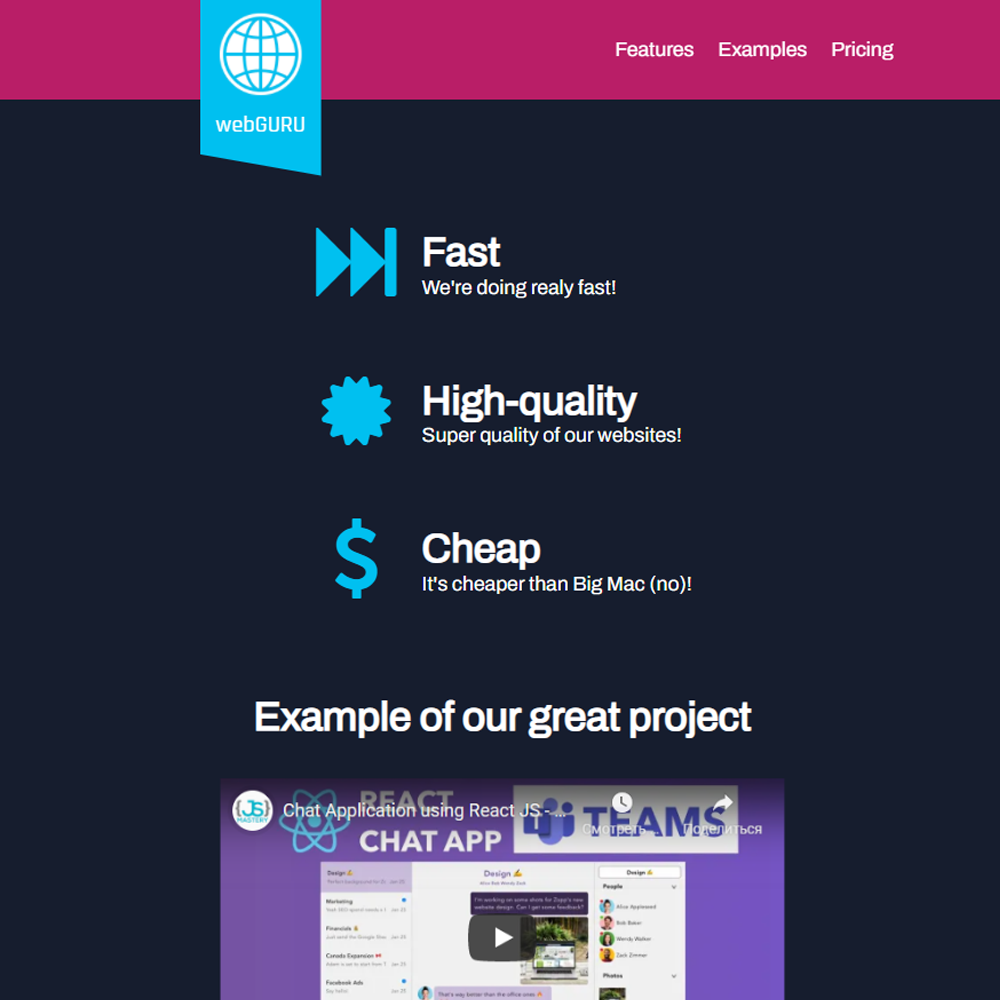 Features Examples Pricing
webGURU
Fast
We're doing realy fast!
High-quality
Super quality of our websites!
Cheap
It's cheaper than Big Mac (no)!
Example of our great project
JS
MASTERY
Chat Application using React JS - ...
REACT
CHAT APP
TEAMS
Смотреть...
Поделиться
Design
Design
Design
People
Marketing
I'm working on some shots for Zopp's new
website design. Can I get some feedback?
Alice Appleseed
Financials
Bob Baker
Wendy Walker
Canada Expansion
Zack Zimmer
Photos
Facebook Ads
Say hello!
That's way better than the office ones